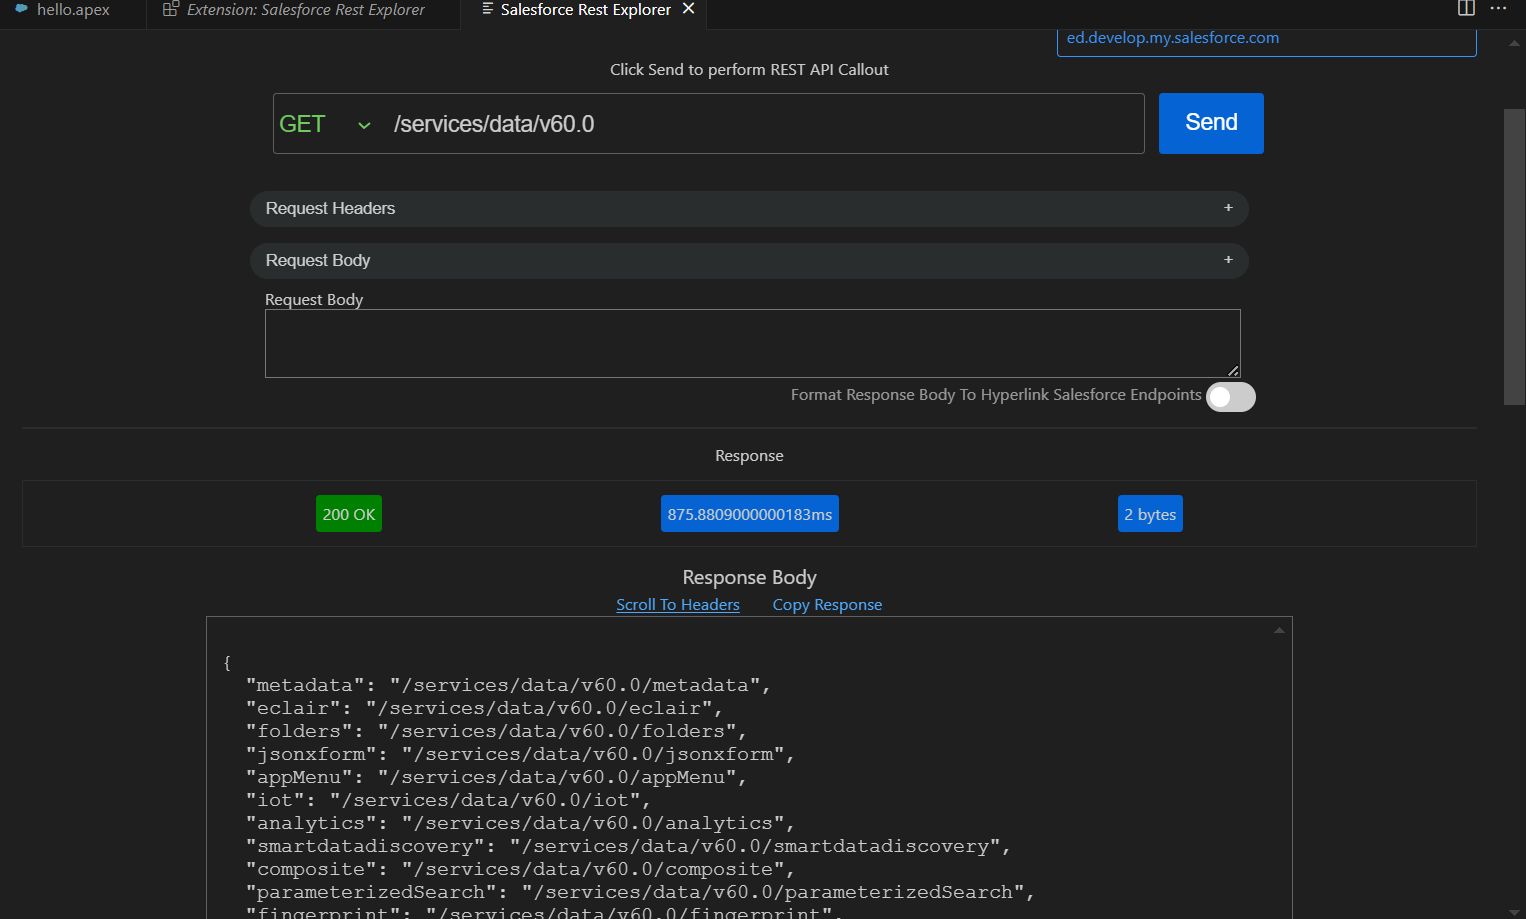 hello.apex
Extension: Salesforce Rest Explorer
Salesforce Rest Explorer
ed.develop.my.salesforce.com
Click Send to perform REST API Callout
GET
/services/data/v60.0
Send
Request Headers +
Request Body +
Request Body
Format Response Body To Hyperlink Salesforce Endpoints
Response
200 OK
875.8809000000183ms
2 bytes
Response Body
Scroll To Headers
Copy Response
{
"metadata": "/services/data/v60.0/metadata",
"eclair": "/services/data/v60.0/eclair",
"folders": "/services/data/v60.0/folders",
"jsonxform": "/services/data/v60.0/jsonxform",
"appMenu": "/services/data/v60.0/appMenu",
"iot": "/services/data/v60.0/iot",
"analytics": "/services/data/v60.0/analytics",
"smartdatadiscovery": "/services/data/v60.0/smartdatadiscovery",
"composite": "/services/data/v60.0/composite",
"parameterizedSearch": "/services/data/v60.0/parameterizedSearch",
"fingerprint": "/services/data/v60.0/fingerprint",